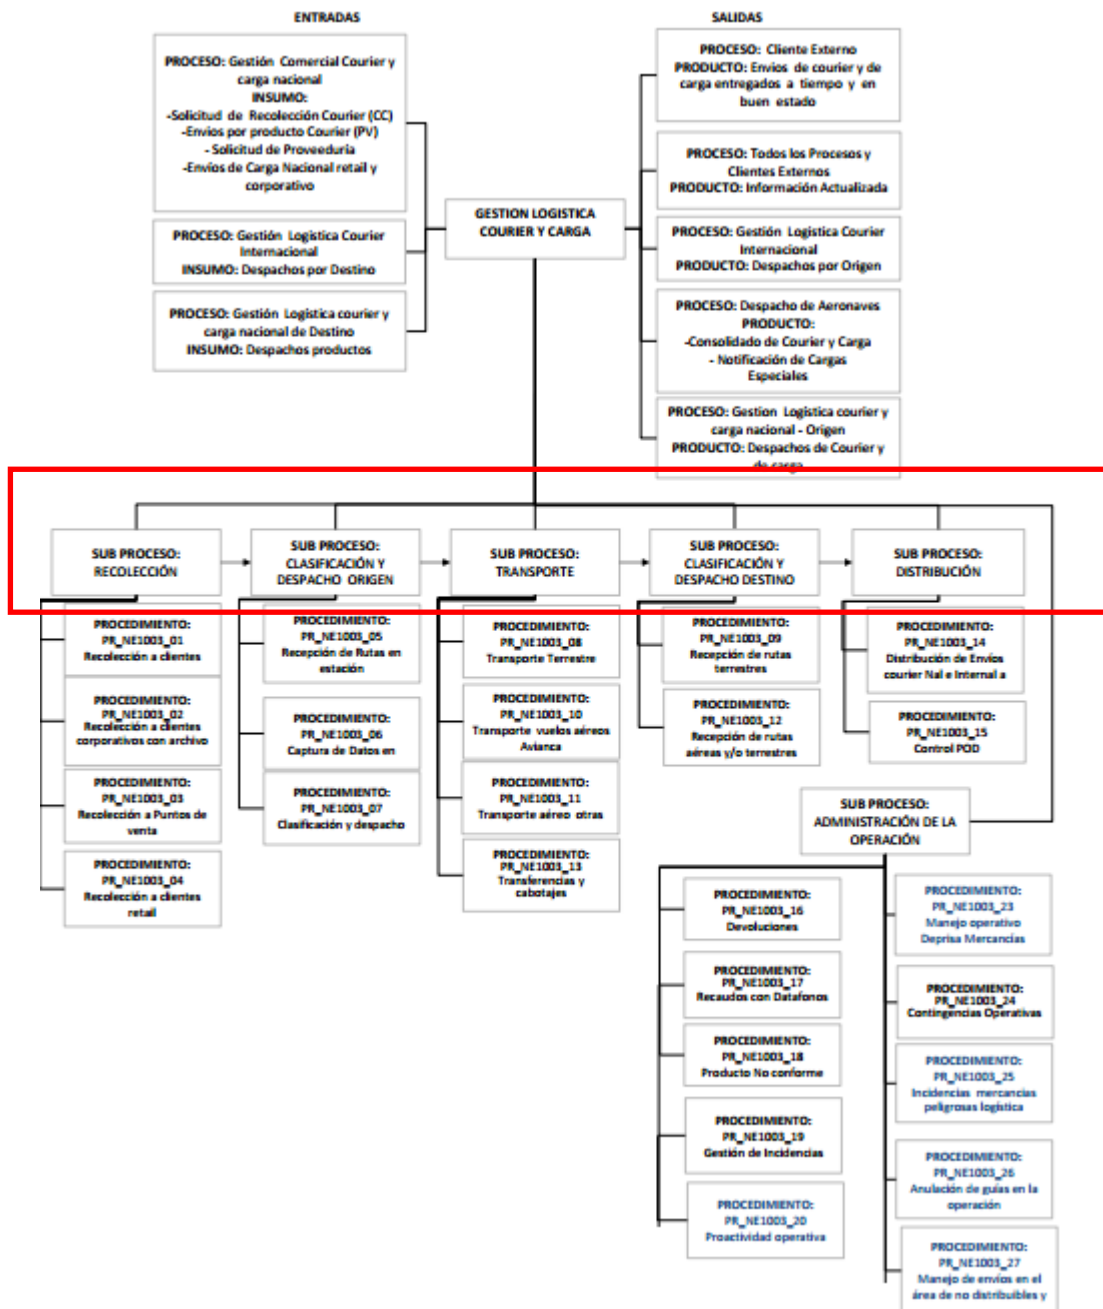 ENTRADAS
PROCESO: Gestión Comercial Courier y
carga nacional
INSUMO:
-Solicitud de Recolección Courier (CC)
-Envios por producto Courier (PV)
- Solicitud de Proveeduria
-Envíos de Carga Nacional retail y
corporativo
PROCESO: Gestión Logistica Courier
Internacional
INSUMO: Despachos por Destino
PROCESO: Gestión Logística courier y
carga nacional de Destino
INSUMO: Despachos productos
GESTION LOGISTICA
COURIER Y CARGA
SALIDAS
PROCESO: Cliente Externo
PRODUCTO: Envios de courier y de
carga entregados a tiempo y en
buen estado
PROCESO: Todos los Procesos y
Clientes Externos
PRODUCTO: Información Actualizada
PROCESO: Gestión Logistica Courier
Internacional
PRODUCTO: Despachos por Origen
PROCESO: Despacho de Aeronaves
PRODUCTO:
-Consolidado de Courier y Carga
- Notificación de Cargas
Especiales
PROCESO: Gestion Logistica courier y
carga nacional - Origen
PRODUCTO: Despachos de Courier y
de carga
SUB PROCESO:
RECOLECCIÓN
SUB PROCESO:
CLASIFICACIÓN Y
DESPACHO ORIGEN
SUB PROCESO:
TRANSPORTE
SUB PROCESO:
CLASIFICACIÓN Y
DESPACHO DESTINO
SUB PROCESO:
DISTRIBUCIÓN
PROCEDIMIENTO:
PR_NE1003_01
Recolección a clientes
PROCEDIMIENTO:
PR_NE1003_02
Recolección a clientes
corporativos con archivo
PROCEDIMIENTO:
PR_NE1003_03
Recolección a Puntos de
venta
PROCEDIMIENTO:
PR_NE1003_04
Recolección a clientes
retail
PROCEDIMIENTO:
PR_NE1003_05
Recepción de Rutas en
estación
PROCEDIMIENTO:
PR_NE1003_06
Captura de Datos en
PROCEDIMIENTO:
PR_NE1003_07
Clasificación y despacho
PROCEDIMIENTO:
PR_NE1003_08
Transporte Terrestre
PROCEDIMIENTO:
PR_NE1003_10
Transporte vuelos aéreos
Avianca
PROCEDIMIENTO:
PR_NE1003_11
Transporte aéreo otras
PROCEDIMIENTO:
PR_NE1003_13
Transferencias y
cabotajes
PROCEDIMIENTO:
PR_NE1003_09
Recepción de rutas
terrestres
PROCEDIMIENTO:
PR_NE1003_12
Recepción de rutas
aéreas y/o terrestres
PROCEDIMIENTO:
PR_NE1003_14
Distribución de Envíos
courier Nal e Internal a
PROCEDIMIENTO:
PR_NE1003_15
Control POD
SUB PROCESO:
ADMINISTRACIÓN DE LA
OPERACIÓN
PROCEDIMIENTO:
PR_NE1003_16
Devoluciones
PROCEDIMIENTO:
PR_NE1003_17
Recaudos con Datafonos
PROCEDIMIENTO:
PR_NE1003_18
Producto No conforme
PROCEDIMIENTO:
PR_NE1003_19
Gestión de Incidencias
PROCEDIMIENTO:
PR_NE1003_20
Proactividad operativa
PROCEDIMIENTO:
PR_NE1003_23
Manejo operativo
Deprisa Mercancias
PROCEDIMIENTO:
PR_NE1003_24
Contingencias Operativas
PROCEDIMIENTO:
PR_NE1003_25
Incidencias mercancias
peligrosas logística
PROCEDIMIENTO:
PR_NE1003_26
Anulación de guías en la
operación
PROCEDIMIENTO:
PR_NE1003_27
Manejo de envíos en el
área de no distribuibles y